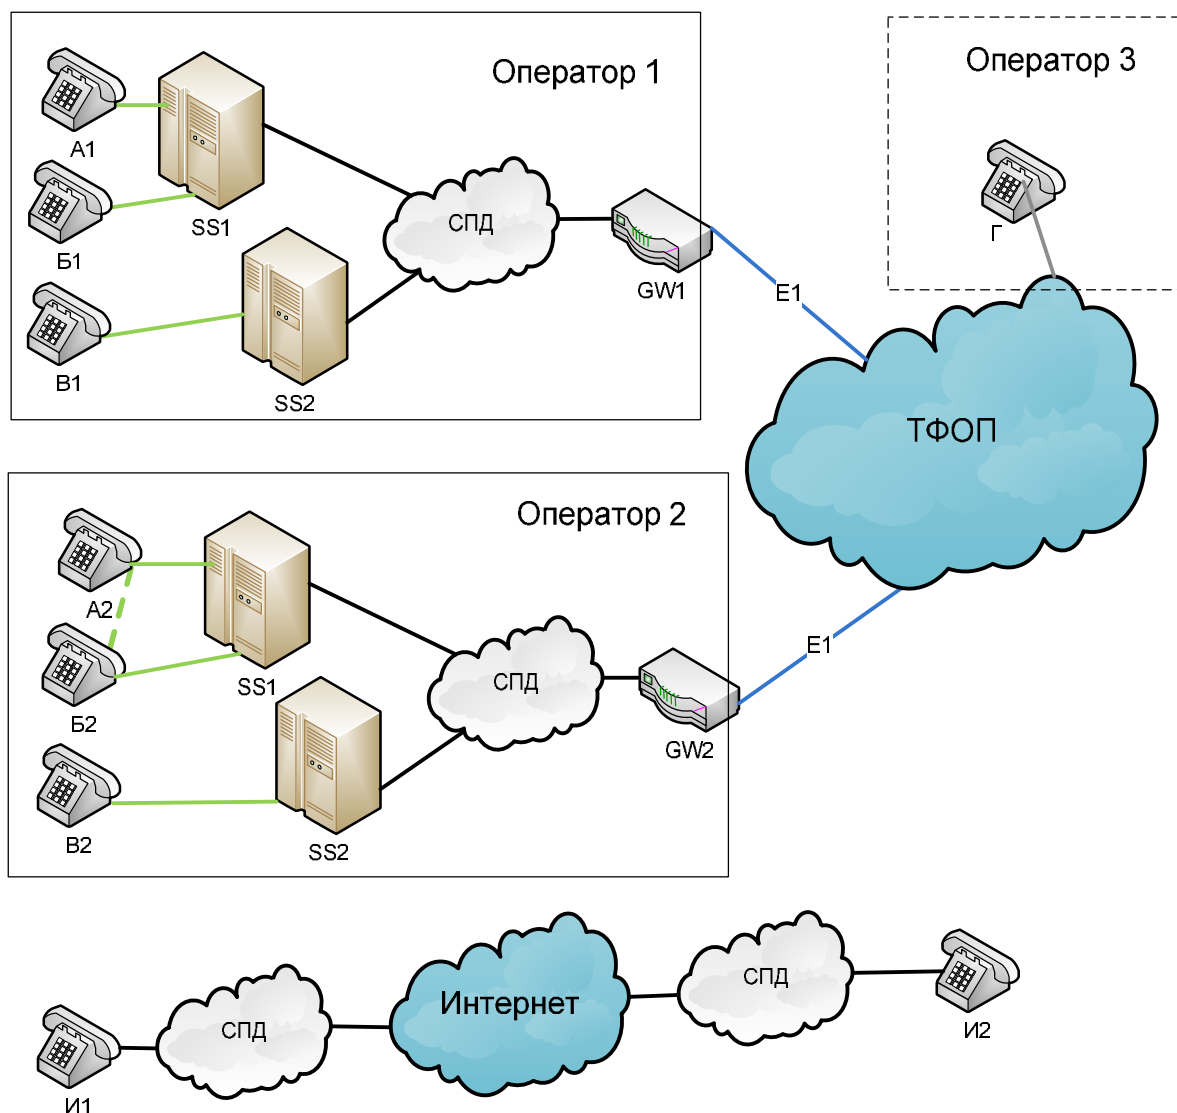 Оператор 1
Оператор 3
А1
SS1
СПД
Г
Б1
GW1
E1
В1
SS2
ТФОП
Оператор 2
А2
E1
SS1
СПД
Б2
GW2
В2
SS2
Интернет
СПД
СПД
И2
И1